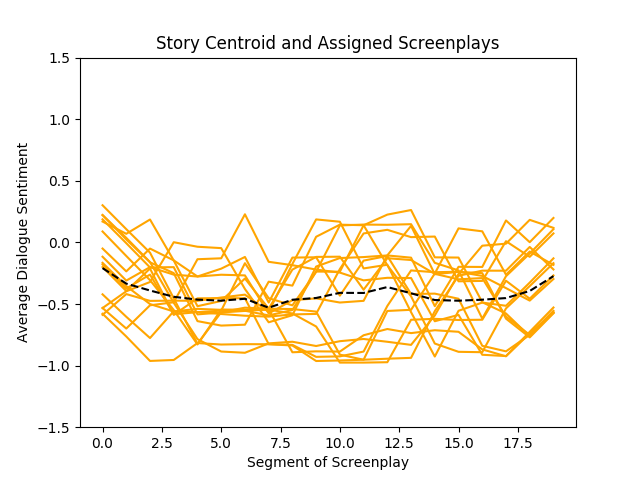 Story Centroid and Assigned Screenplays
1.5
1.0
0.5
0.0
−0.5
−1.0
−1.5
Average Dialogue Sentiment
0.0 2.5 5.0 7.5 10.0 12.5 15.0 17.5
Segment of Screenplay